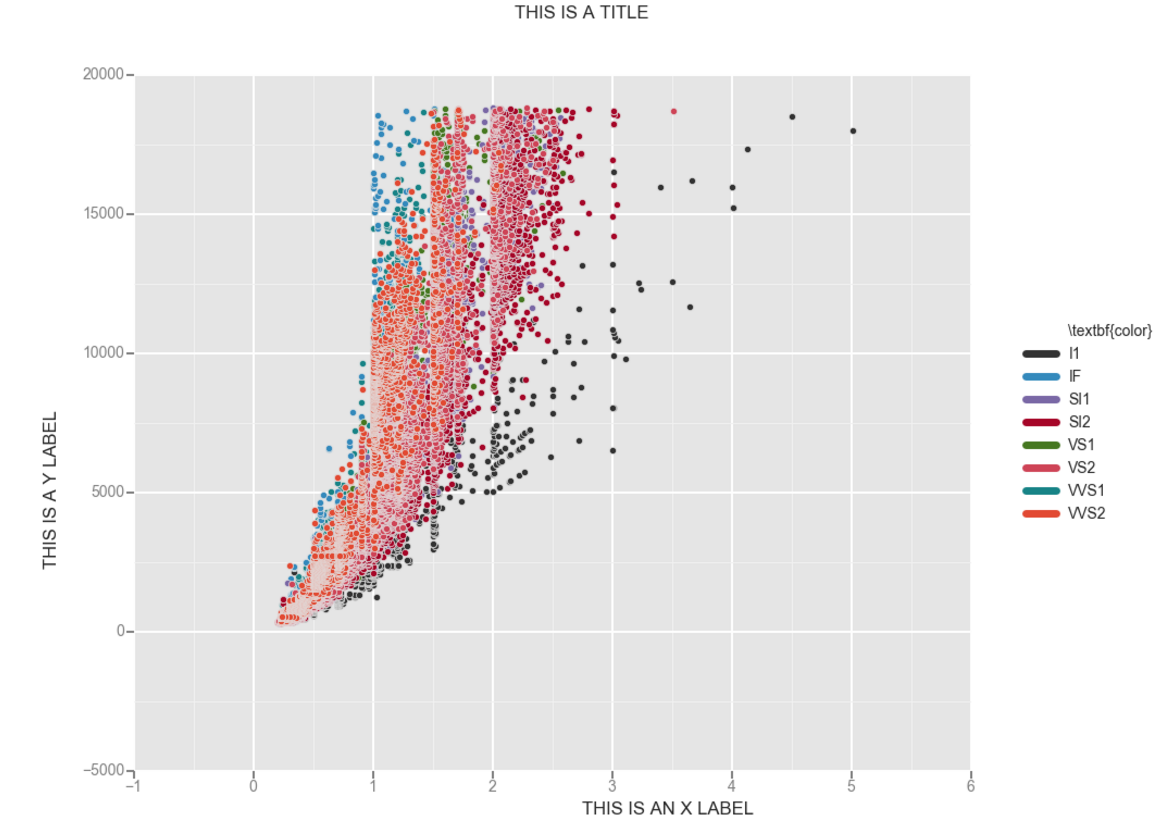 THIS IS A TITLE
20000
15000
10000
5000
0
−5000
THIS IS A Y LABEL
−1 0 1 2 3 4 5 6
THIS IS AN X LABEL
\textbf{color}
I1
IF
SI1
SI2
VS1
VS2
VVS1
VVS2